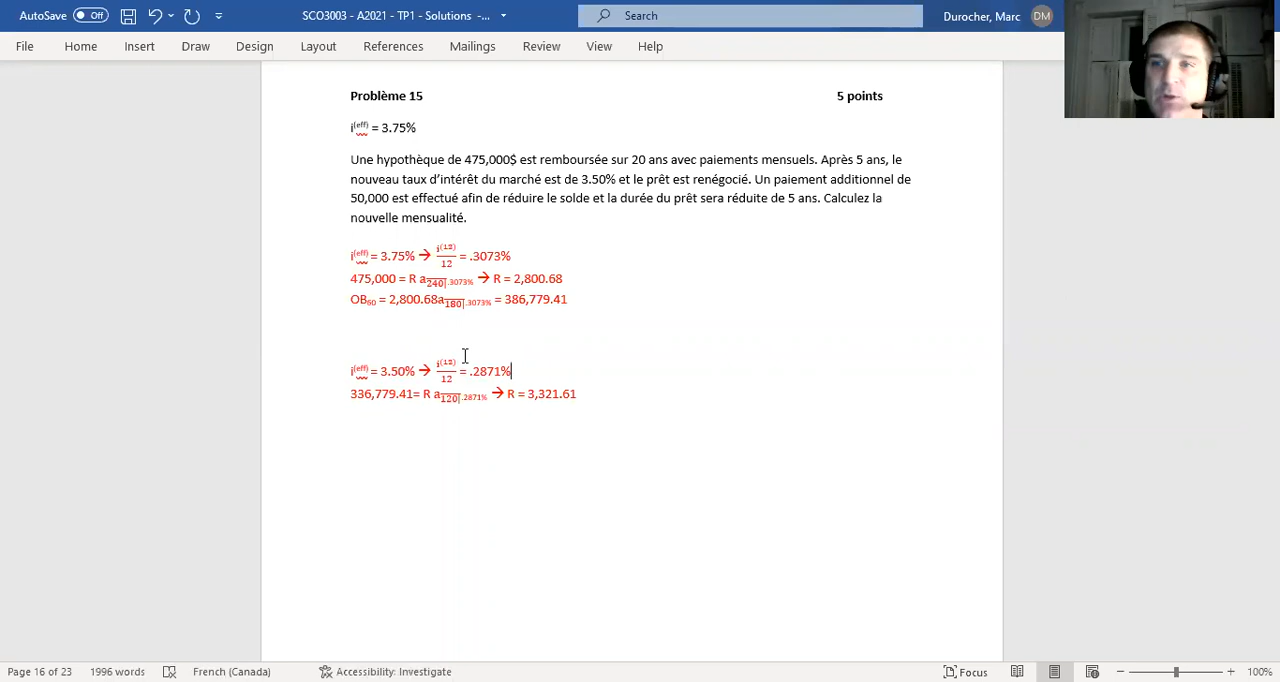 AutoSave Off SCO3003 - A2021 - TP1 - Solutions -... Search Durocher, Marc DM
File Home Insert Draw Design Layout References Mailings Review View Help
Problème 15 5 points
i(eff) = 3.75%
Une hypothèque de 475,000$ est remboursée sur 20 ans avec paiements mensuels. Après 5 ans, le
nouveau taux d'intérêt du marché est de 3.50% et le prêt est renégocié. Un paiement additionnel de
50,000 est effectué afin de réduire le solde et la durée du prêt sera réduite de 5 ans. Calculez la
nouvelle mensualité.
i(eff) = 3.75% → i(12)/12 = .3073%
475,000 = R a240|.3073% → R = 2,800.68
OB60 = 2,800.68a180|.3073% = 386,779.41
i(eff) = 3.50% → i(12)/12 = .2871%
336,779.41= R a120|.2871% → R = 3,321.61
Page 16 of 23 1996 words French (Canada) Accessibility: Investigate Focus 100%